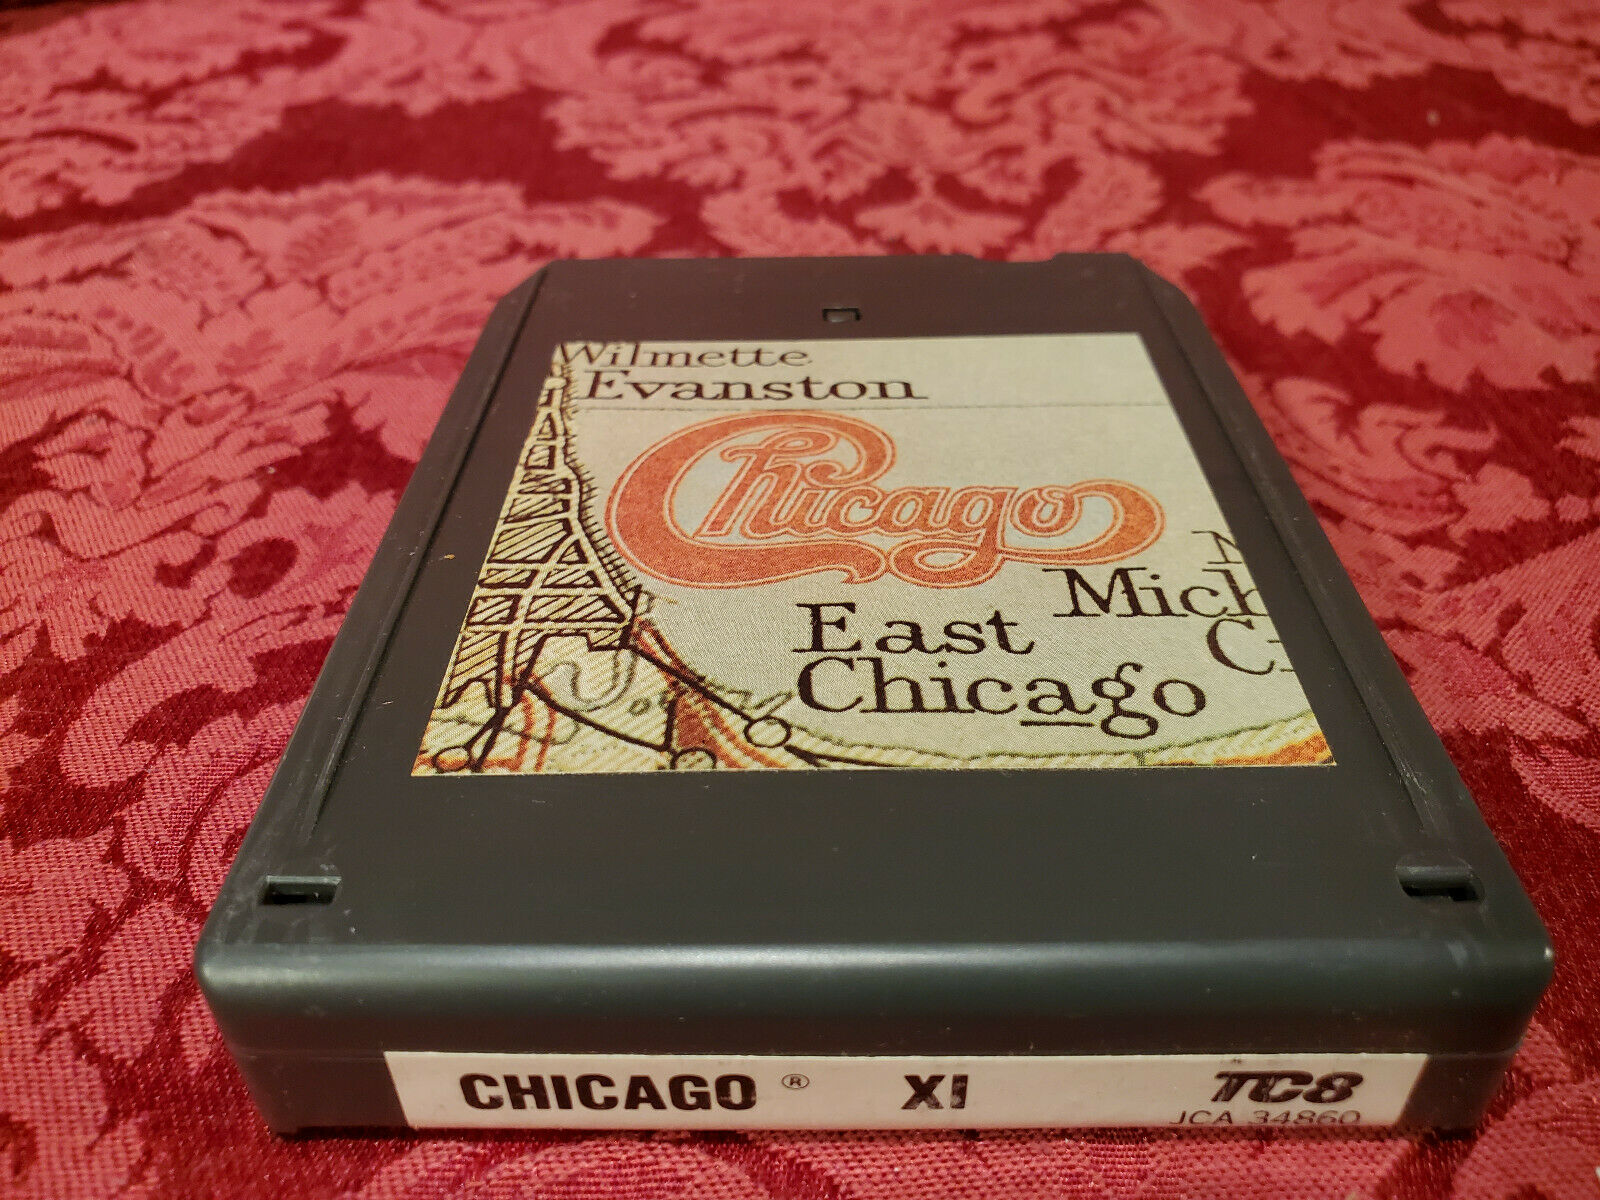 Wilmette
Evanston
Chicago
Mich
East
Chicago
CHICAGO ® XI TC8
JCA 34860